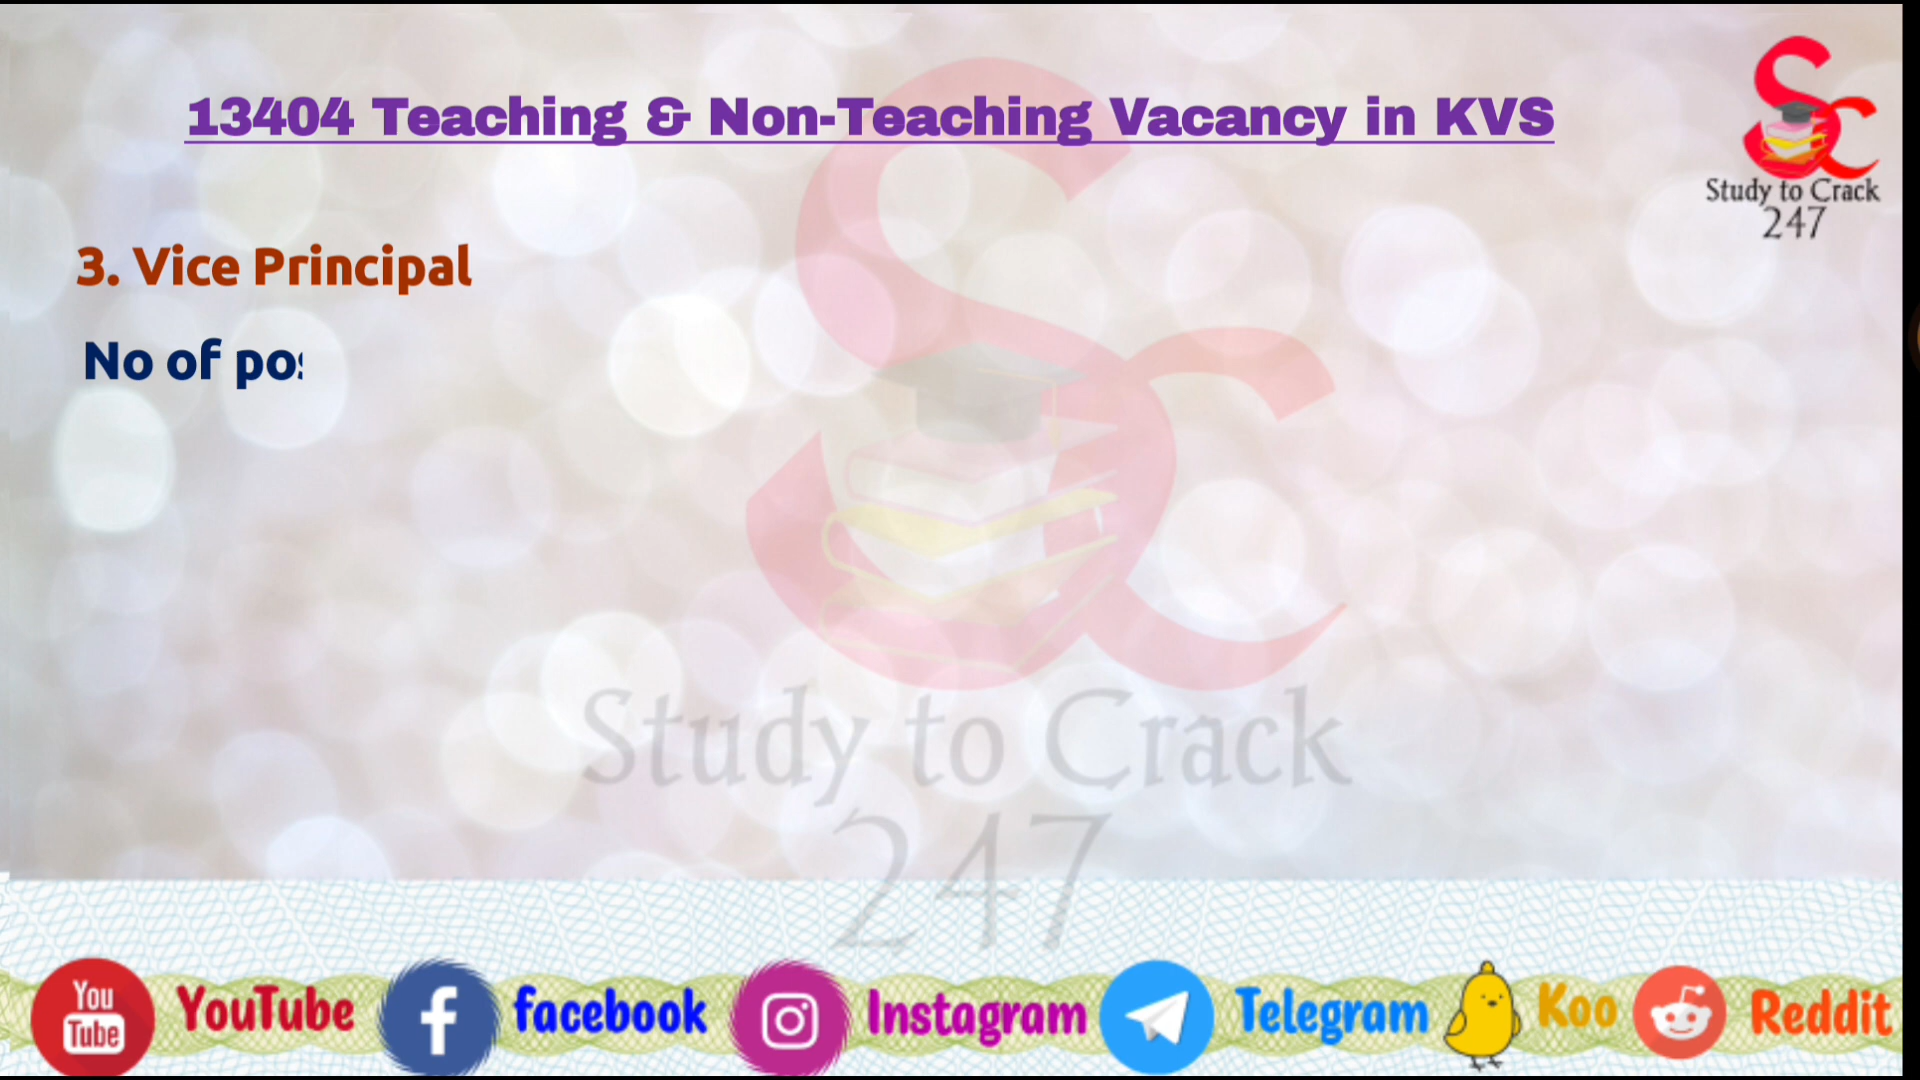 13404 Teaching & Non-Teaching Vacancy in KVS
Study to Crack
247
3. Vice Principal
No of pos
Study to Crack
247
You
Tube
YouTube
facebook
Instagram
Telegram
Koo
Reddit